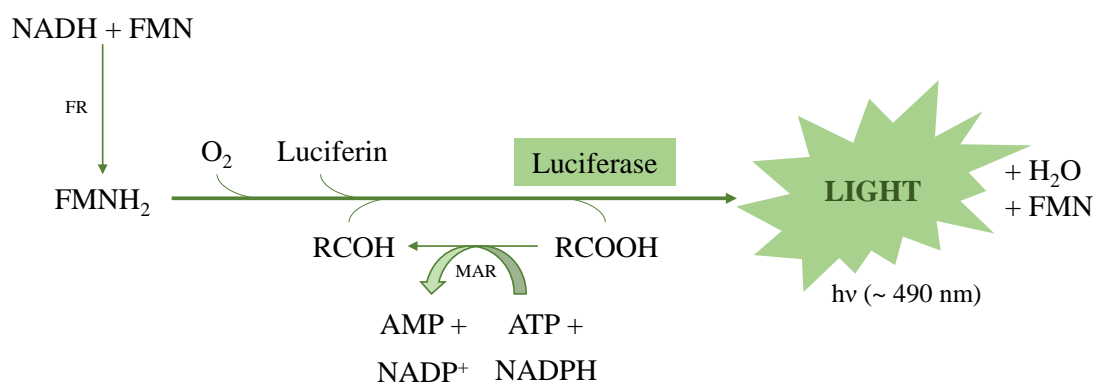 NADH + FMN
FR
O₂
Luciferin
Luciferase
FMNH₂
LIGHT
+ H₂O
+ FMN
RCOH
MAR
RCOOH
hν (~ 490 nm)
AMP +
NADP⁺
ATP +
NADPH